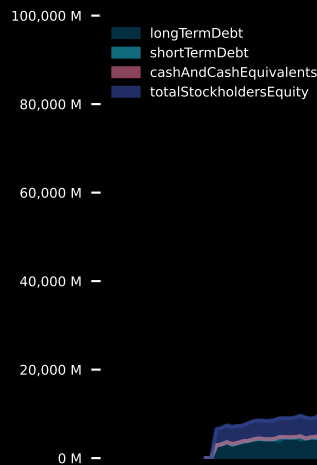 100,000 M
longTermDebt
shortTermDebt
cashAndCashEquivalents
totalStockholdersEquity
80,000 M
60,000 M
40,000 M
20,000 M
0 M